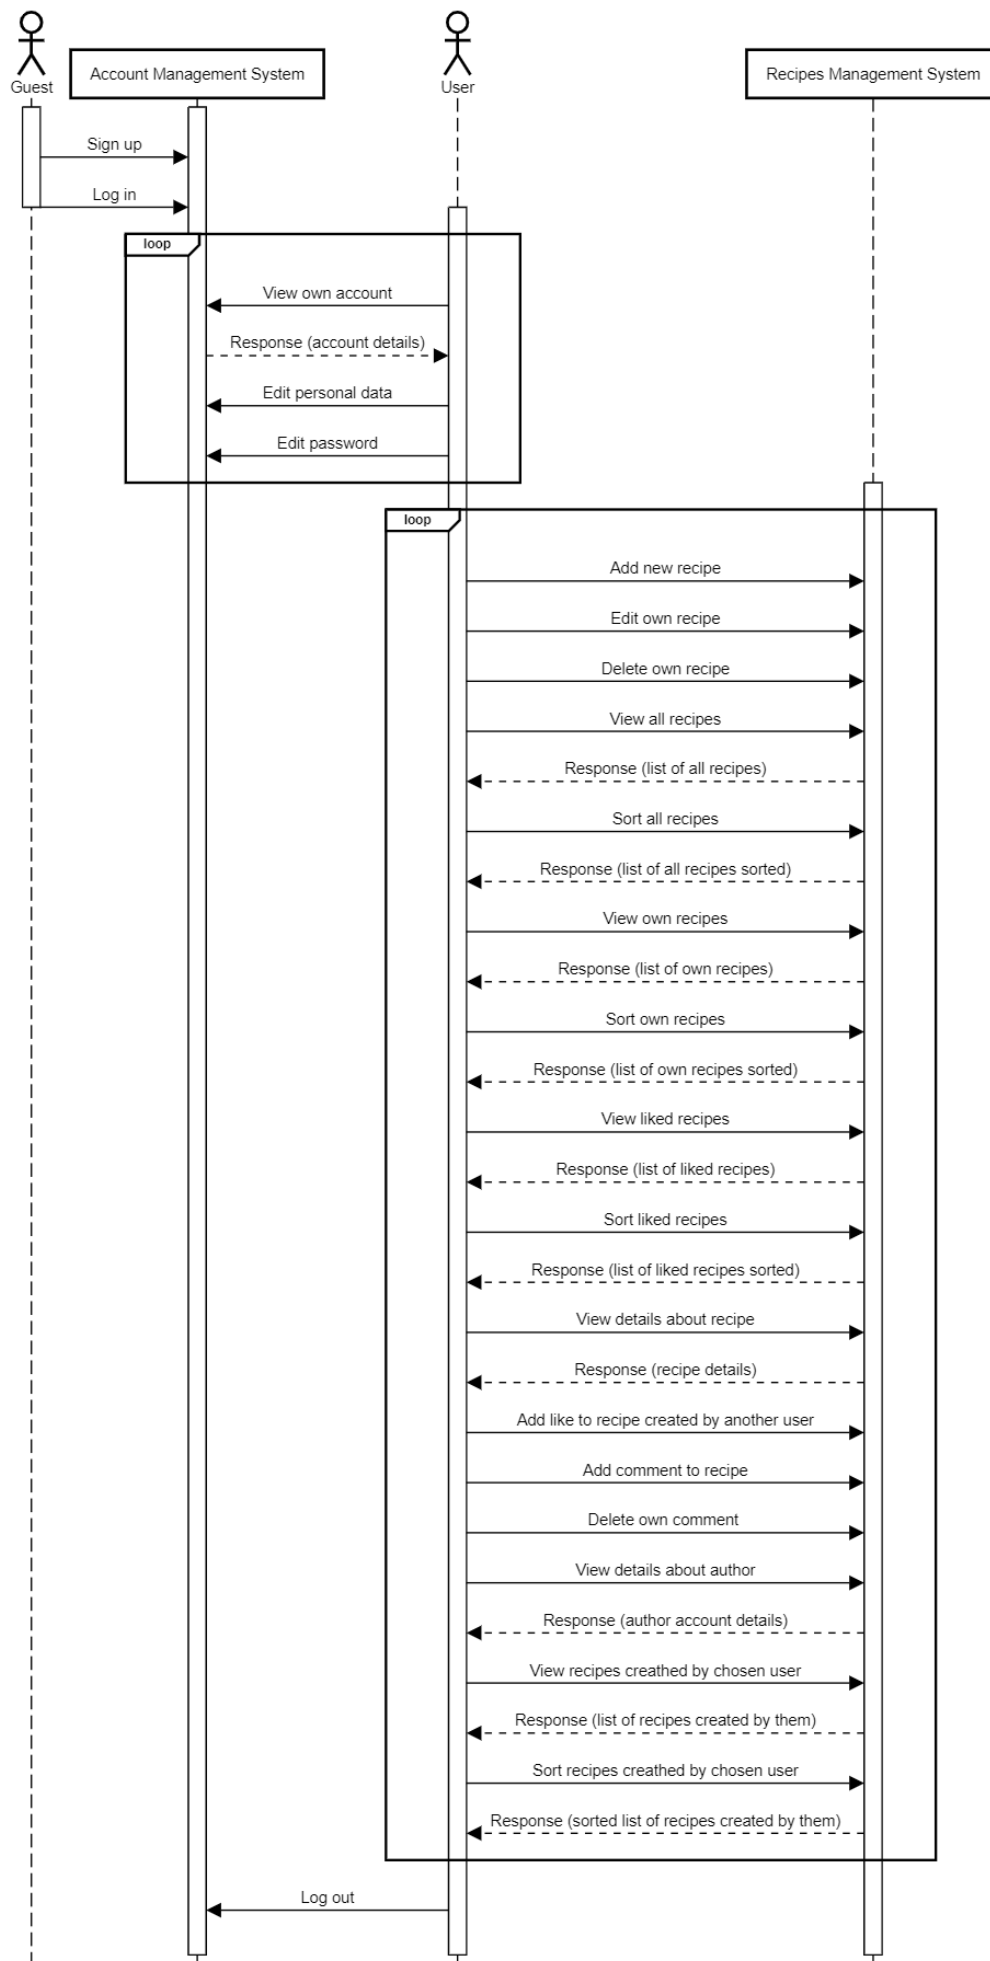 Guest
Account Management System
User
Recipes Management System
Sign up
Log in
loop
View own account
Response (account details)
Edit personal data
Edit password
loop
Add new recipe
Edit own recipe
Delete own recipe
View all recipes
Response (list of all recipes)
Sort all recipes
Response (list of all recipes sorted)
View own recipes
Response (list of own recipes)
Sort own recipes
Response (list of own recipes sorted)
View liked recipes
Response (list of liked recipes)
Sort liked recipes
Response (list of liked recipes sorted)
View details about recipe
Response (recipe details)
Add like to recipe created by another user
Add comment to recipe
Delete own comment
View details about author
Response (author account details)
View recipes creathed by chosen user
Response (list of recipes created by them)
Sort recipes creathed by chosen user
Response (sorted list of recipes created by them)
Log out